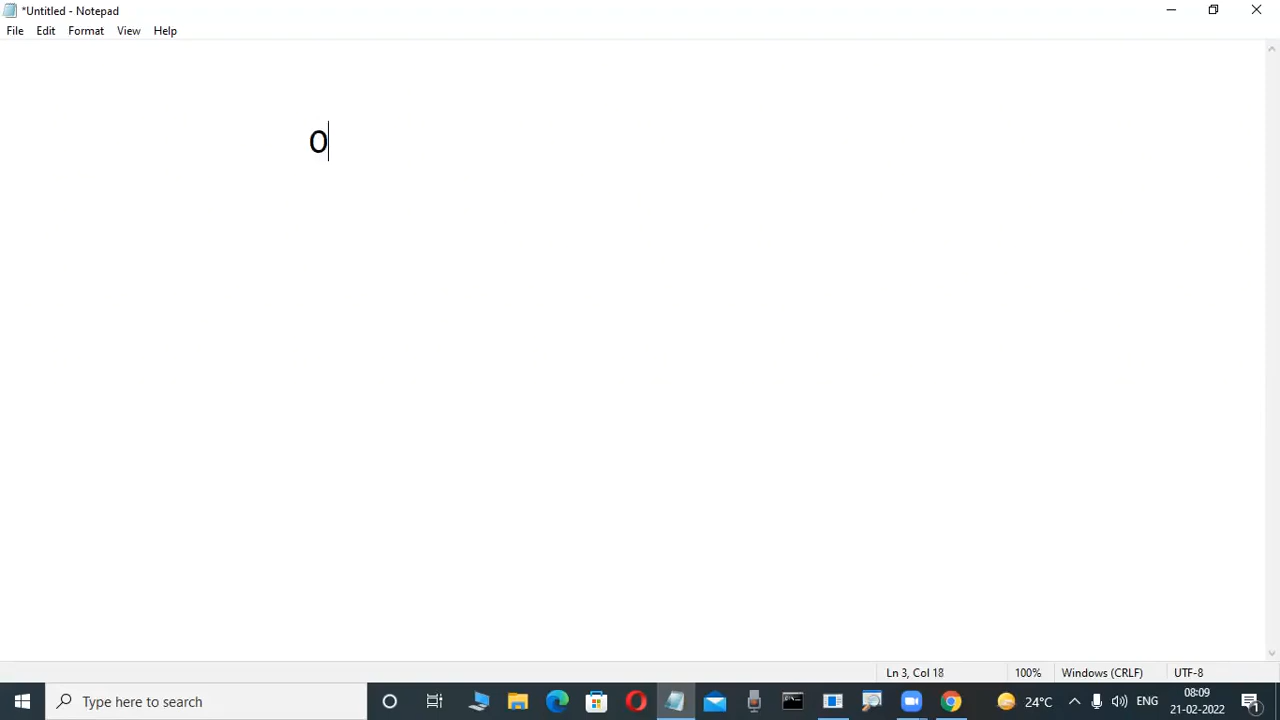 *Untitled - Notepad
File Edit Format View Help
O
Ln 3, Col 18 100% Windows (CRLF) UTF-8
Type here to search
24°C ENG 08:09
21-02-2022
1